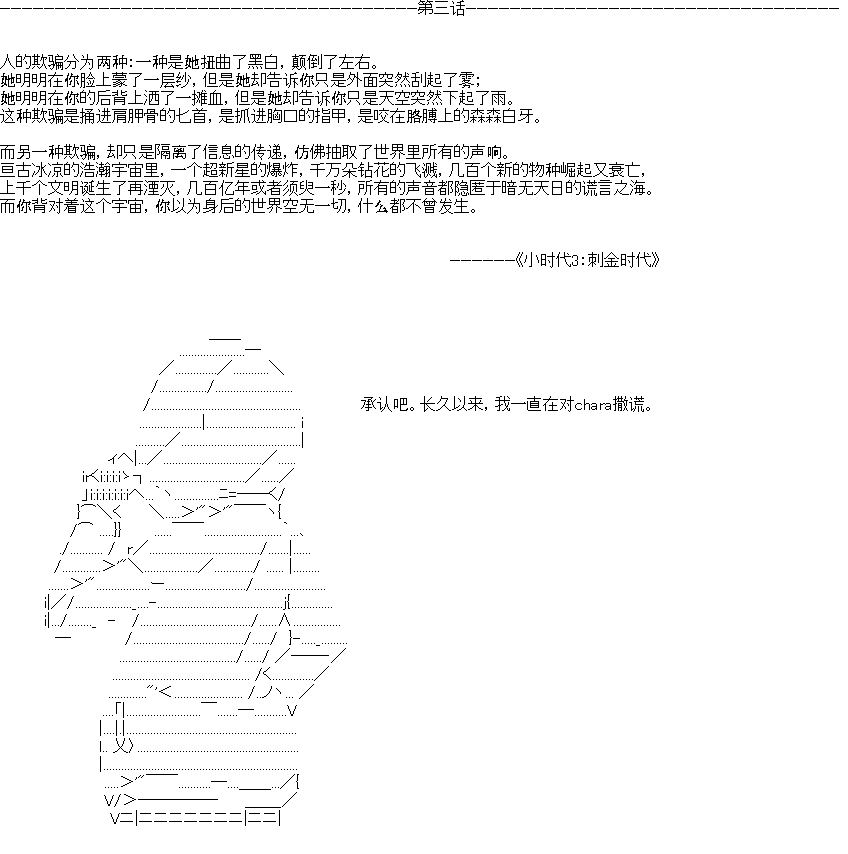 第三话
人的欺骗分为两种:一种是她扭曲了黑白，颠倒了左右。
她明明在你脸上蒙了一层纱，但是她却告诉你只是外面突然刮起了雾；
她明明在你的后背上洒了一摊血，但是她却告诉你只是天空突然下起了雨。
这种欺骗是捅进肩胛骨的匕首，是抓进胸口的指甲，是咬在胳膊上的森森白牙。
而另一种欺骗，却只是隔离了信息的传递，仿佛抽取了世界里所有的声响。
亘古冰凉的浩瀚宇宙里，一个超新星的爆炸，千万朵钻花的飞溅，几百个新的物种崛起又衰亡，
上千个文明诞生了再湮灭，几百亿年或者须臾一秒，所有的声音都隐匿于暗无天日的谎言之海。
而你背对着这个宇宙，你以为身后的世界空无一切，什么都不曾发生。
——————《小时代3:刺金时代》
承认吧。长久以来，我一直在对chara撒谎。